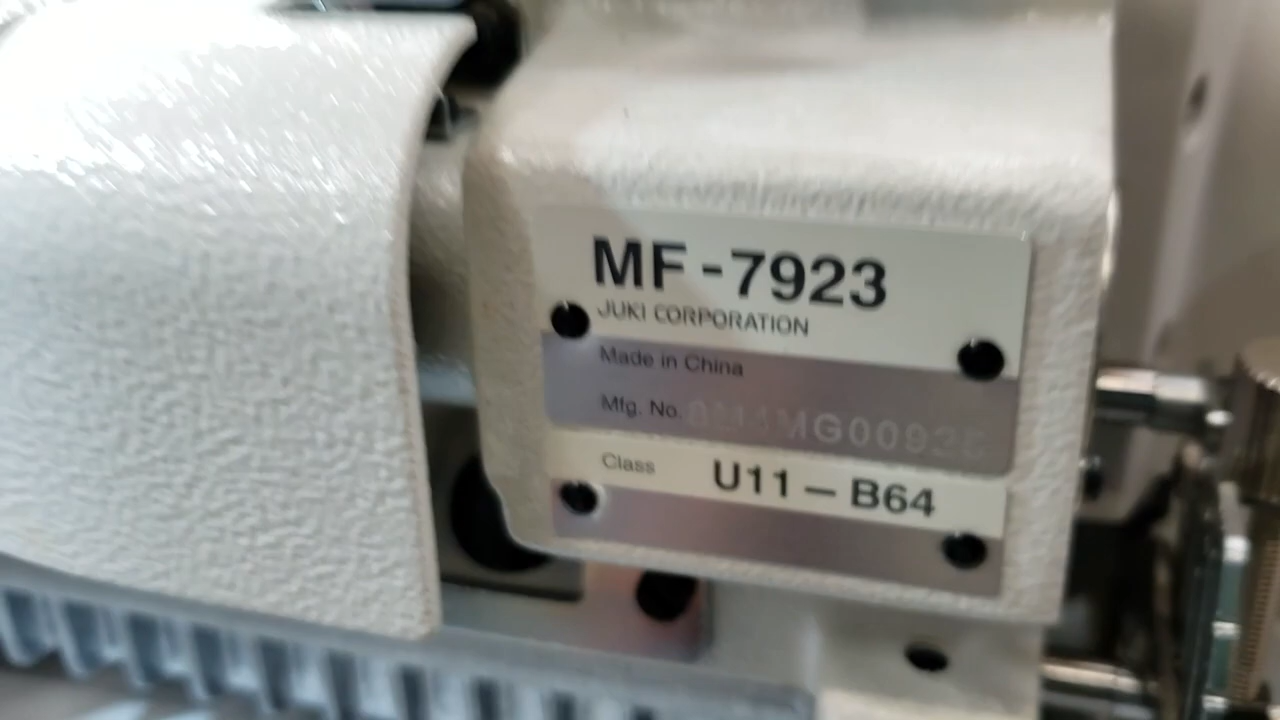 MF-7923
JUKI CORPORATION
Made in China
Mfg. No.
Class U11-B64